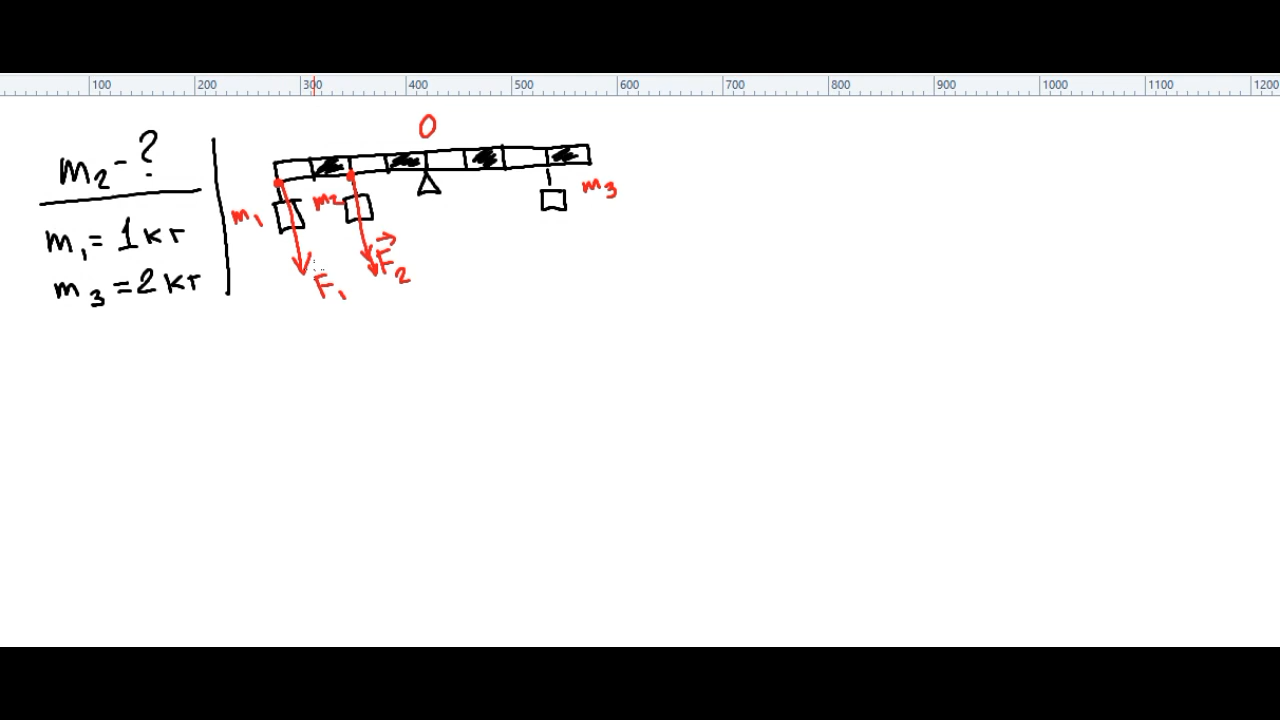 100 200 300 400 500 600 700 800 900 1000 1100 1200
O
m₂ - ?
m₁ = 1 кг
m₃ = 2 кг
m₁ m₂ m₃
F₁ F₂